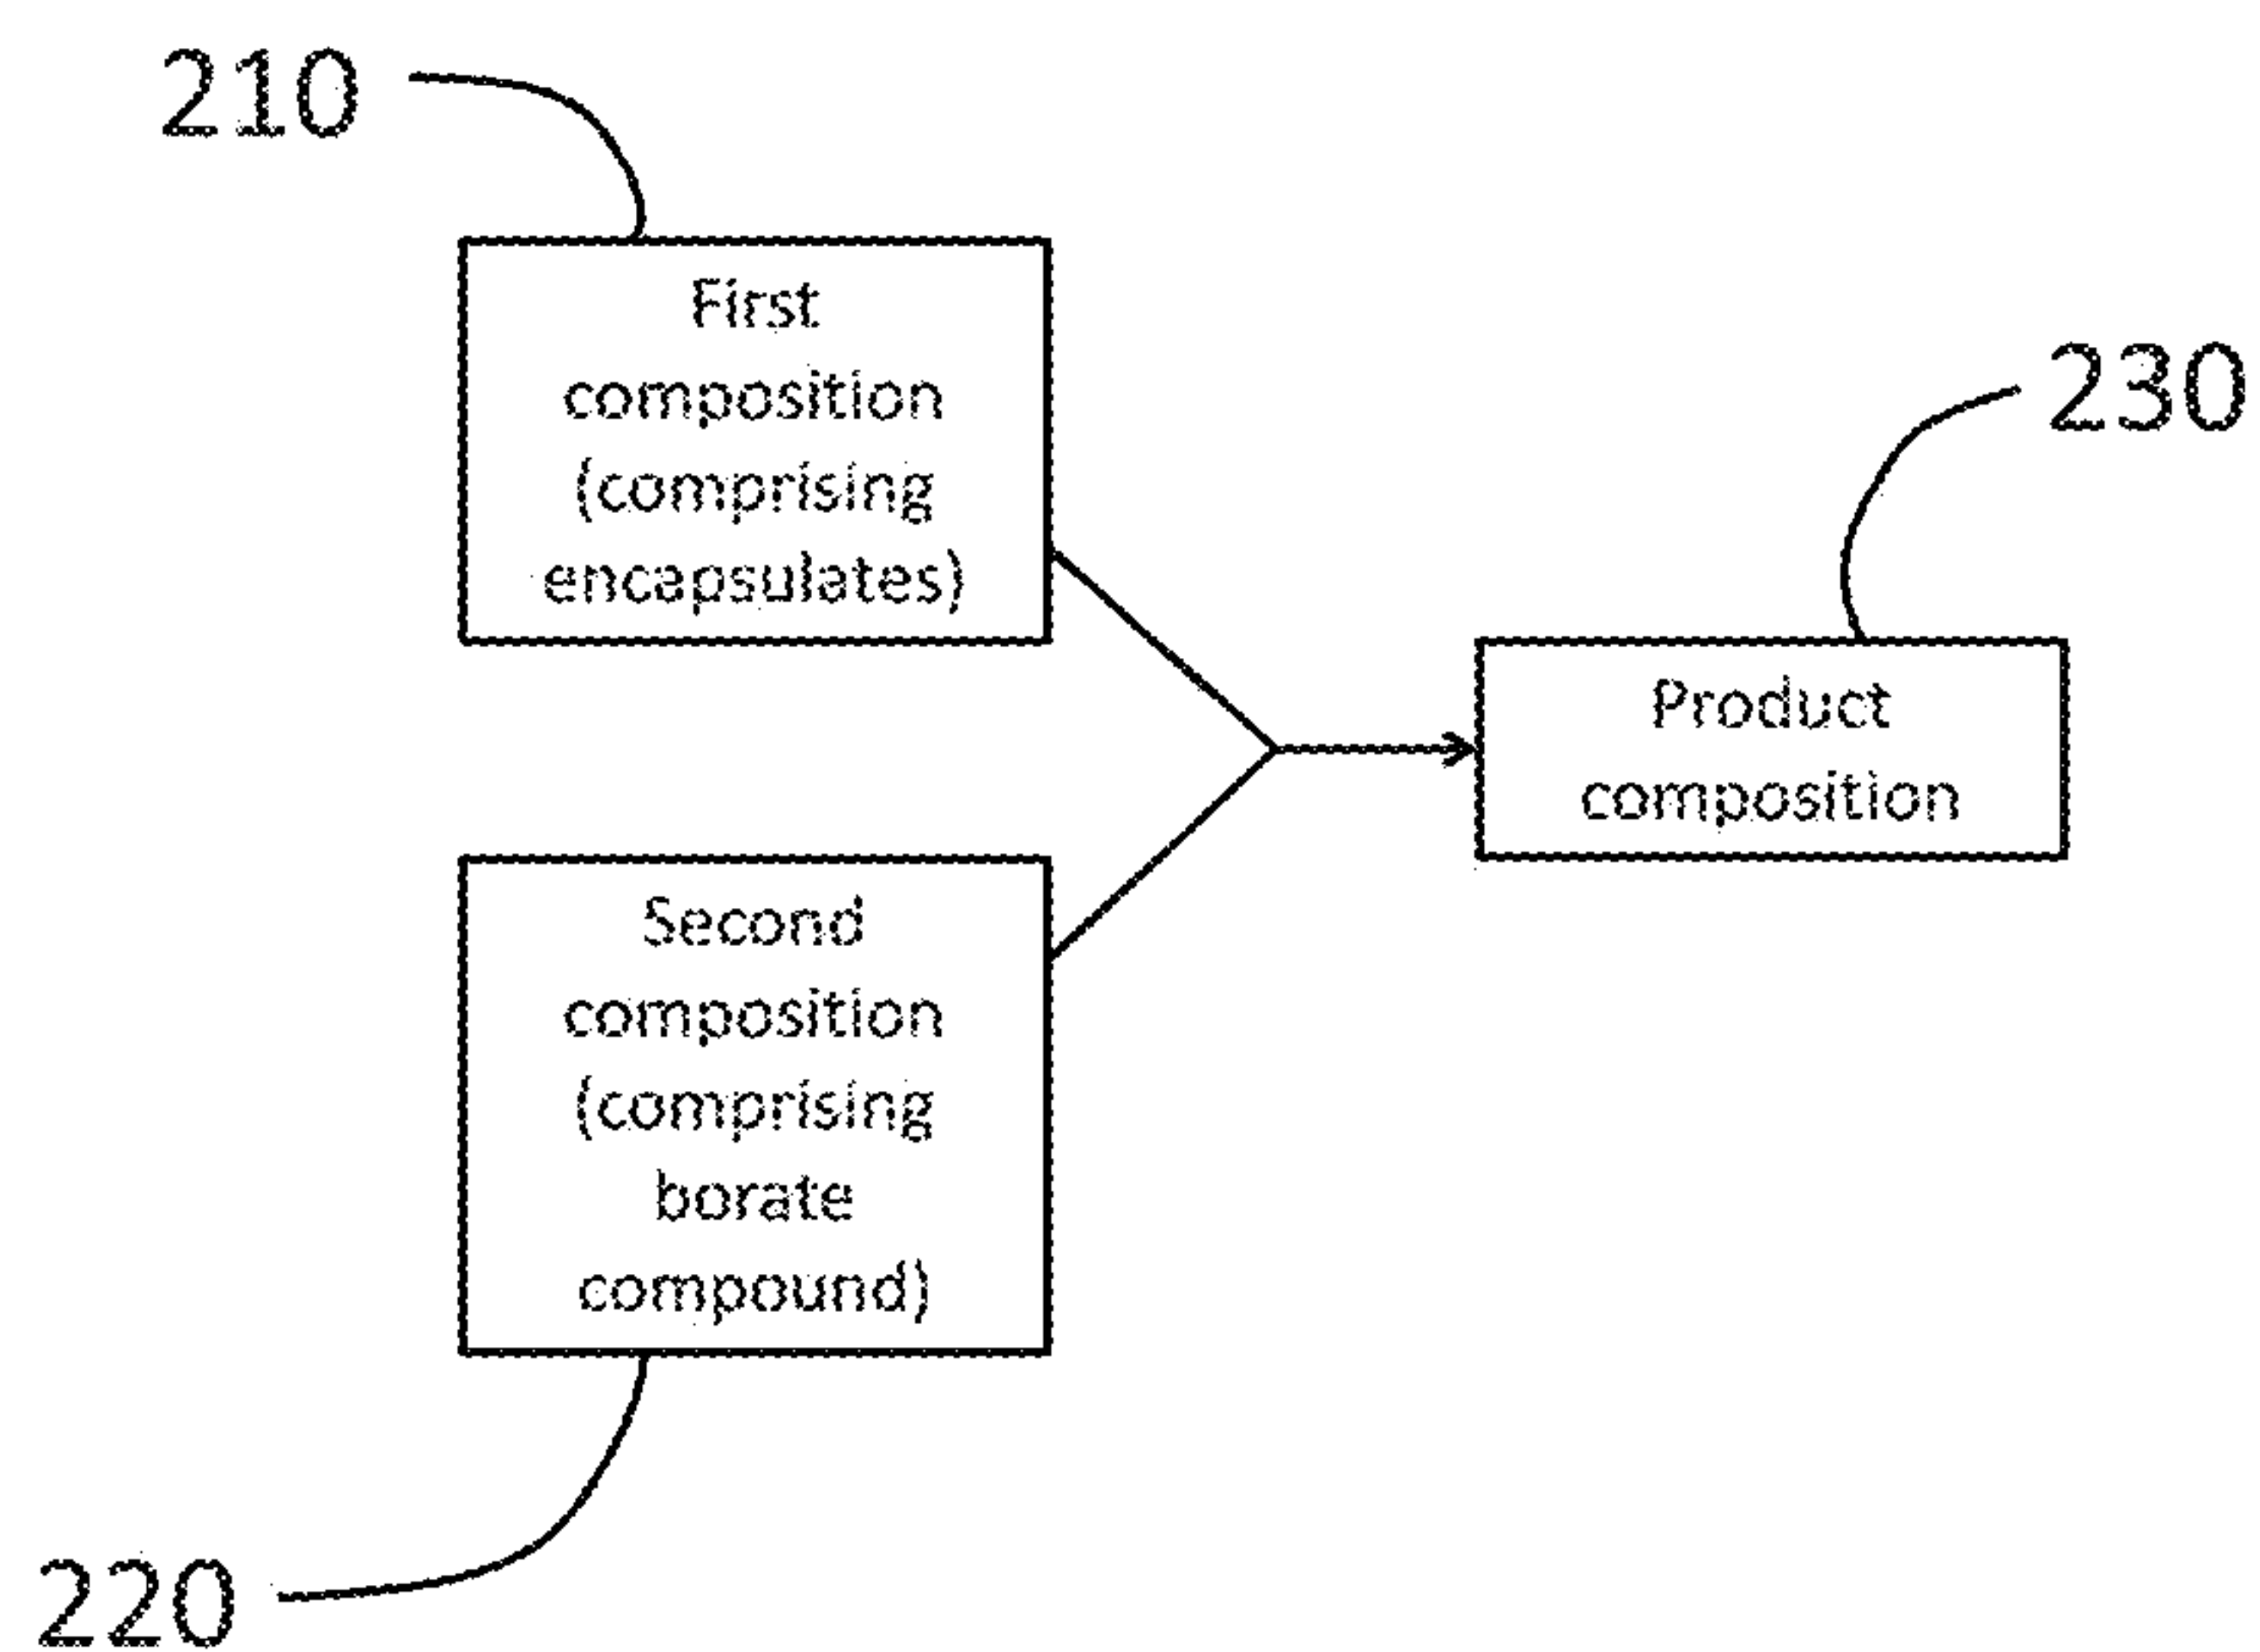 210
First
composition
(comprising
encapsulates)
230
Product
composition
Second
composition
(comprising
borate
compound)
220